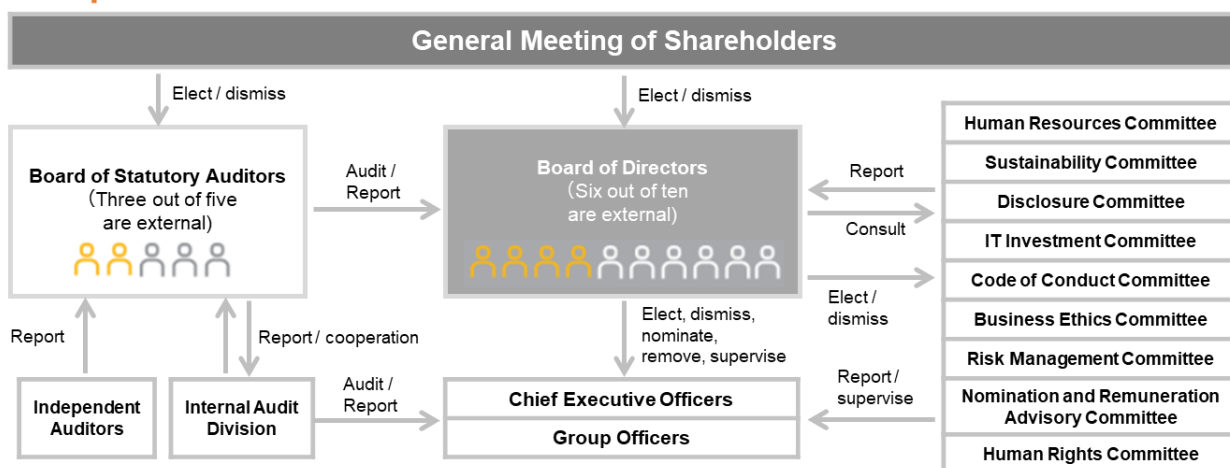 General Meeting of Shareholders
Elect / dismiss
Elect / dismiss
Board of Statutory Auditors
(Three out of five
are external)
Audit /
Report
Board of Directors
(Six out of ten
are external)
Report
Consult
Elect /
dismiss
Human Resources Committee
Sustainability Committee
Disclosure Committee
IT Investment Committee
Code of Conduct Committee
Business Ethics Committee
Risk Management Committee
Nomination and Remuneration
Advisory Committee
Human Rights Committee
Report
Report / cooperation
Elect, dismiss,
nominate,
remove, supervise
Report /
supervise
Independent
Auditors
Internal Audit
Division
Audit /
Report
Chief Executive Officers
Group Officers